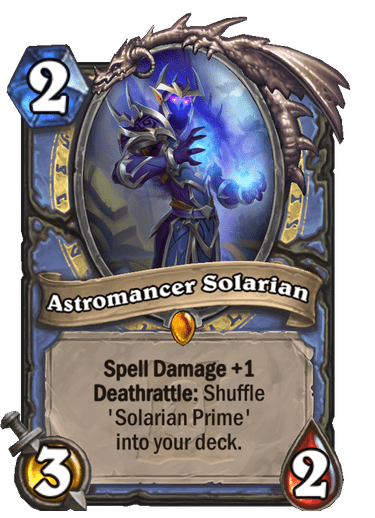 2
Astromancer Solarian
Spell Damage +1
Deathrattle: Shuffle
'Solarian Prime'
into your deck.
3
2